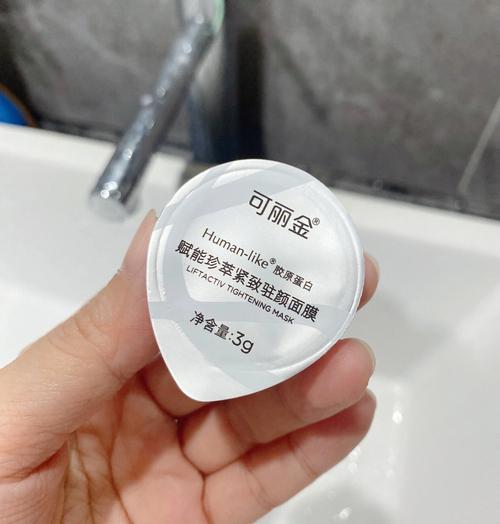 可丽金®
Human-like® 胶原蛋白
赋能珍萃紧致驻颜面膜
LIFTACTIV TIGHTENING MASK
净含量:3g